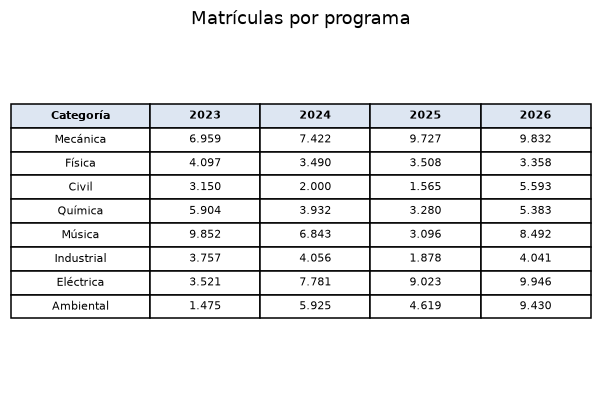 Matrículas por programa
Categoría 2023 2024 2025 2026
Mecánica 6.959 7.422 9.727 9.832
Física 4.097 3.490 3.508 3.358
Civil 3.150 2.000 1.565 5.593
Química 5.904 3.932 3.280 5.383
Música 9.852 6.843 3.096 8.492
Industrial 3.757 4.056 1.878 4.041
Eléctrica 3.521 7.781 9.023 9.946
Ambiental 1.475 5.925 4.619 9.430